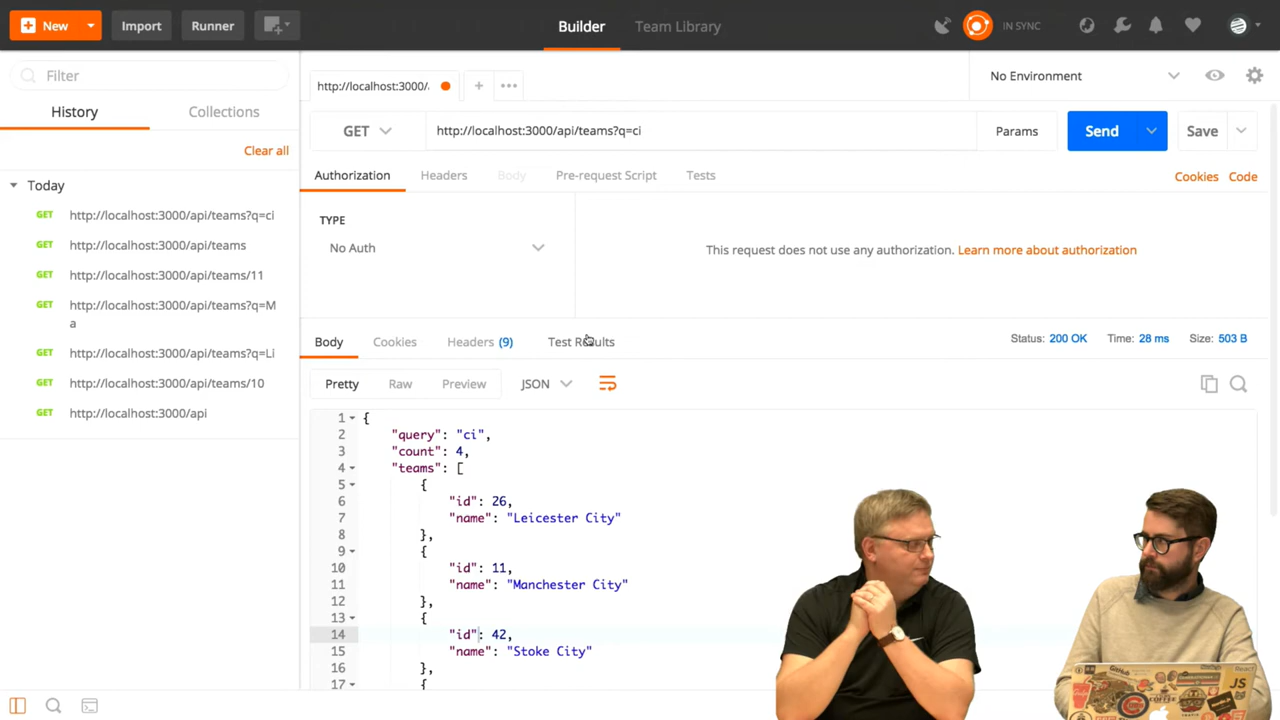 New
Import
Runner
Builder
Team Library
IN SYNC
Filter
History
Collections
Clear all
Today
GET http://localhost:3000/api/teams?q=ci
GET http://localhost:3000/api/teams
GET http://localhost:3000/api/teams/11
GET http://localhost:3000/api/teams?q=M
a
GET http://localhost:3000/api/teams?q=Li
GET http://localhost:3000/api/teams/10
GET http://localhost:3000/api
http://localhost:3000/
No Environment
GET
http://localhost:3000/api/teams?q=ci
Params
Send
Save
Authorization
Headers
Body
Pre-request Script
Tests
Cookies
Code
TYPE
No Auth
This request does not use any authorization. Learn more about authorization
Body
Cookies
Headers (9)
Test Results
Status: 200 OK
Time: 28 ms
Size: 503 B
Pretty
Raw
Preview
JSON
1 {
2 "query": "ci",
3 "count": 4,
4 "teams": [
5 {
6 "id": 26,
7 "name": "Leicester City"
8 },
9 {
10 "id": 11,
11 "name": "Manchester City"
12 },
13 {
14 "id": 42,
15 "name": "Stoke City"
16 },
17 {
GitHub
JS